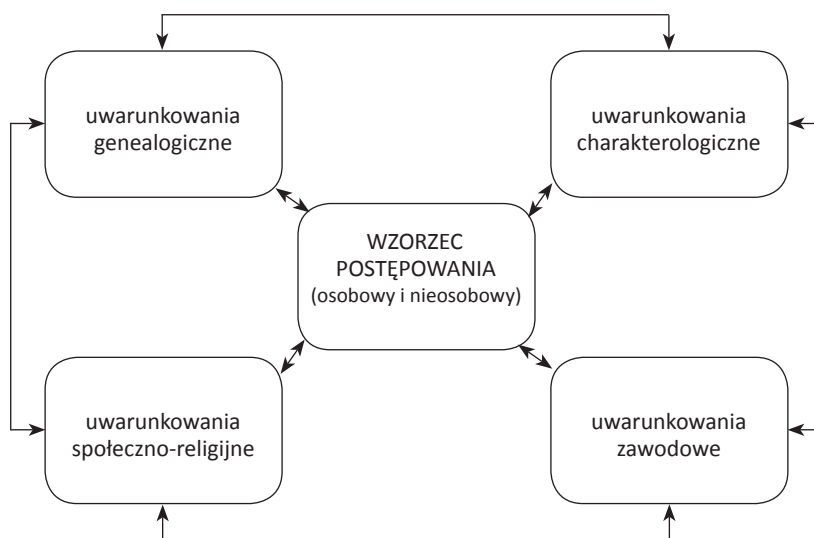 uwarunkowania
genealogiczne
uwarunkowania
charakterologiczne
WZORZEC
POSTĘPOWANIA
(osobowy i nieosobowy)
uwarunkowania
społeczno-religijne
uwarunkowania
zawodowe